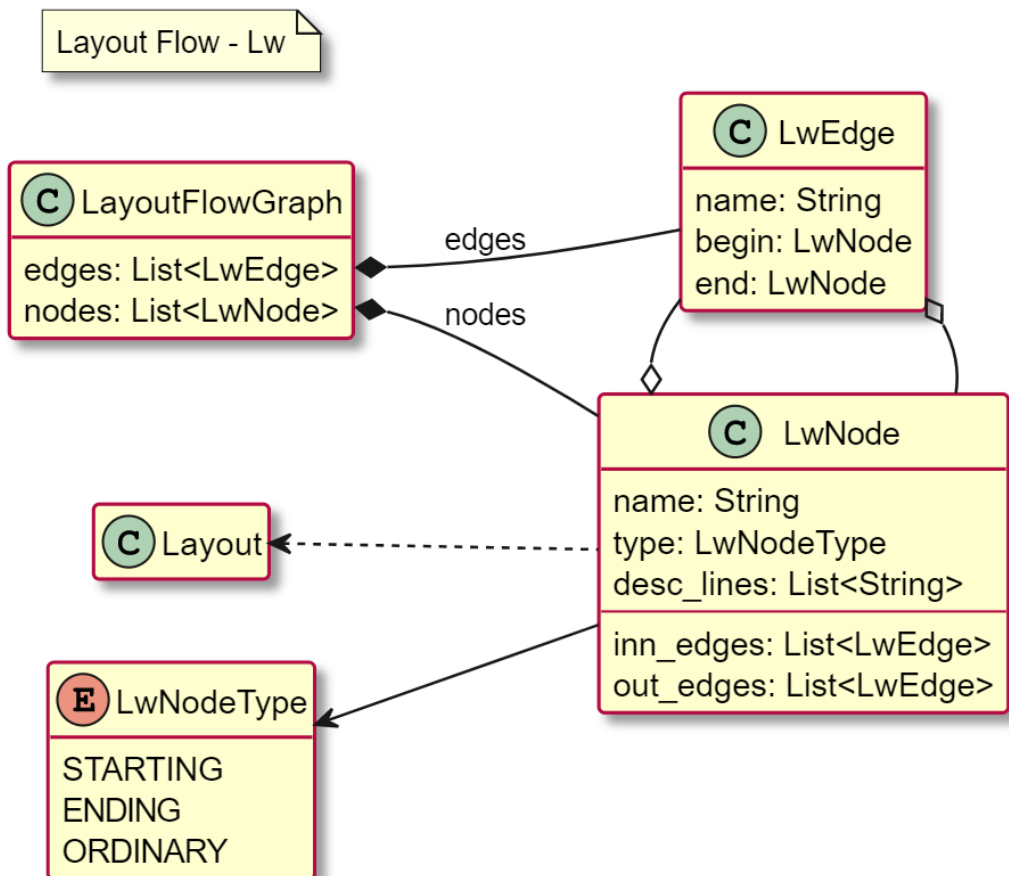 Layout Flow - Lw
C LwEdge
name: String
begin: LwNode
end: LwNode
C LayoutFlowGraph
edges: List<LwEdge>
nodes: List<LwNode>
edges
nodes
C LwNode
name: String
type: LwNodeType
desc_lines: List<String>
inn_edges: List<LwEdge>
out_edges: List<LwEdge>
C Layout
E LwNodeType
STARTING
ENDING
ORDINARY